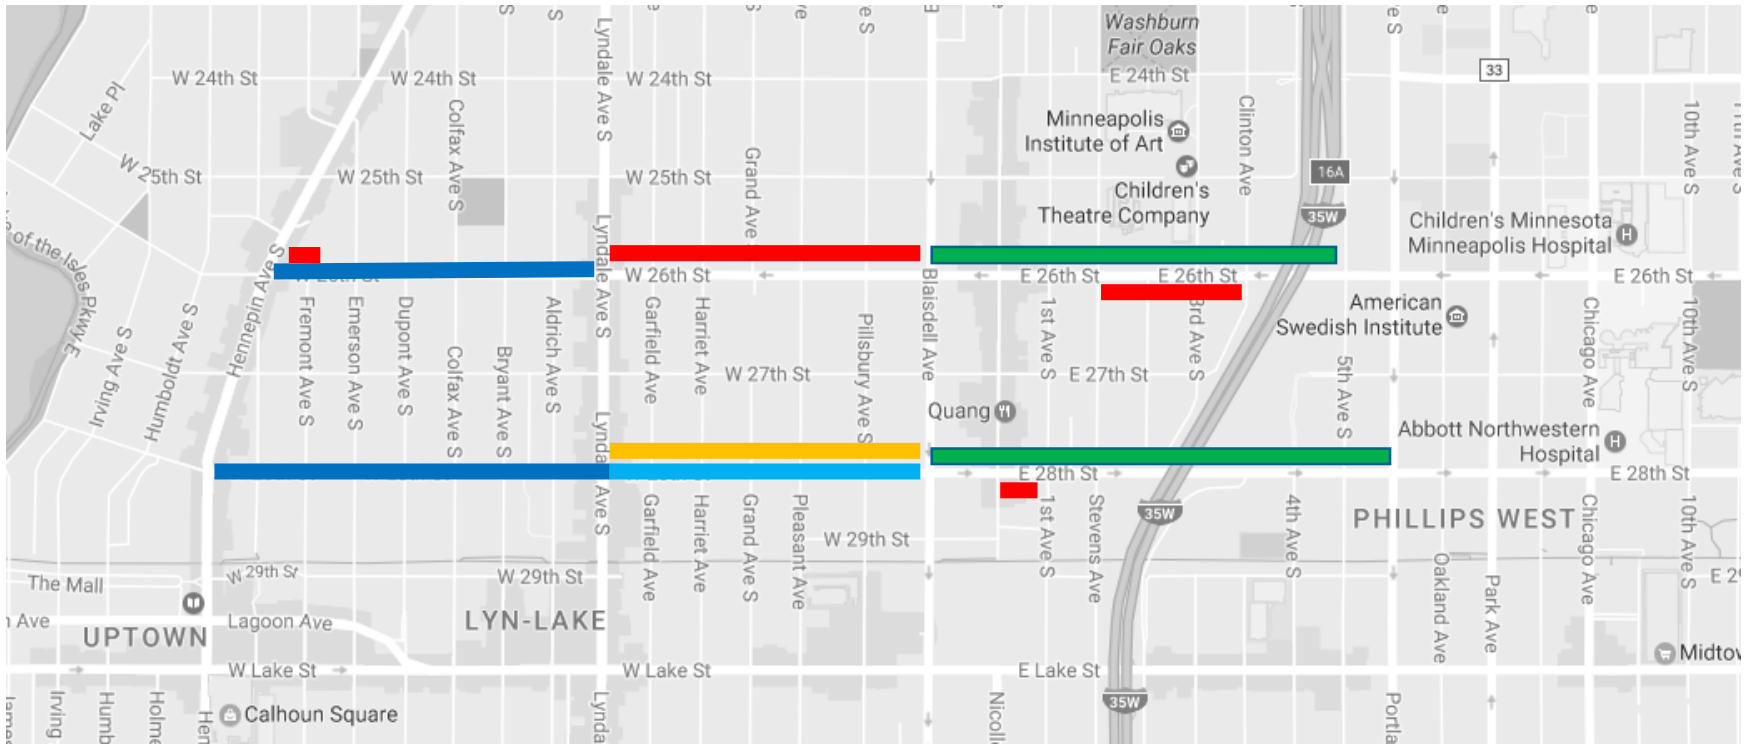 Washburn
Fair Oaks
Lake Pl
W 24th St
W 24th St
Lyndale Ave S
W 24th St
E 24th St
33
Colfax Ave S
Minneapolis
Institute of Art
Clinton Ave
10th Ave S
W 25th St
W 25th St
W 25th St
Grand Ave
16A
Children's
Theatre Company
35W
Children's Minnesota
Minneapolis Hospital
H
Lyndale Ave S
W 26th St
E 26th St
E 26th St
E 26th St
Hennepin Ave S
Irving Ave S
Humboldt Ave S
Fremont Ave S
Emerson Ave S
Dupont Ave S
Colfax Ave S
Bryant Ave S
Aldrich Ave S
Garfield Ave
Harriet Ave
Pillsbury Ave S
Blaisdell Ave
1st Ave S
3rd Ave S
American
Swedish Institute
5th Ave S
Chicago Ave
10th Ave S
W 27th St
E 27th St
Quang
Abbott Northwestern
Hospital
H
E 28th St
E 28th St
Ave S
Garfield Ave
Harriet Ave
Grand Ave S
Pleasant Ave
1st Ave S
Stevens Ave
35W
4th Ave S
PHILLIPS WEST
Chicago Ave
10th Ave S
W 29th St
W 29th St
W 29th St
The Mall
Oakland Ave
Park Ave
UPTOWN
Lagoon Ave
LYN-LAKE
W Lake St
W Lake St
E Lake St
35W
Calhoun Square